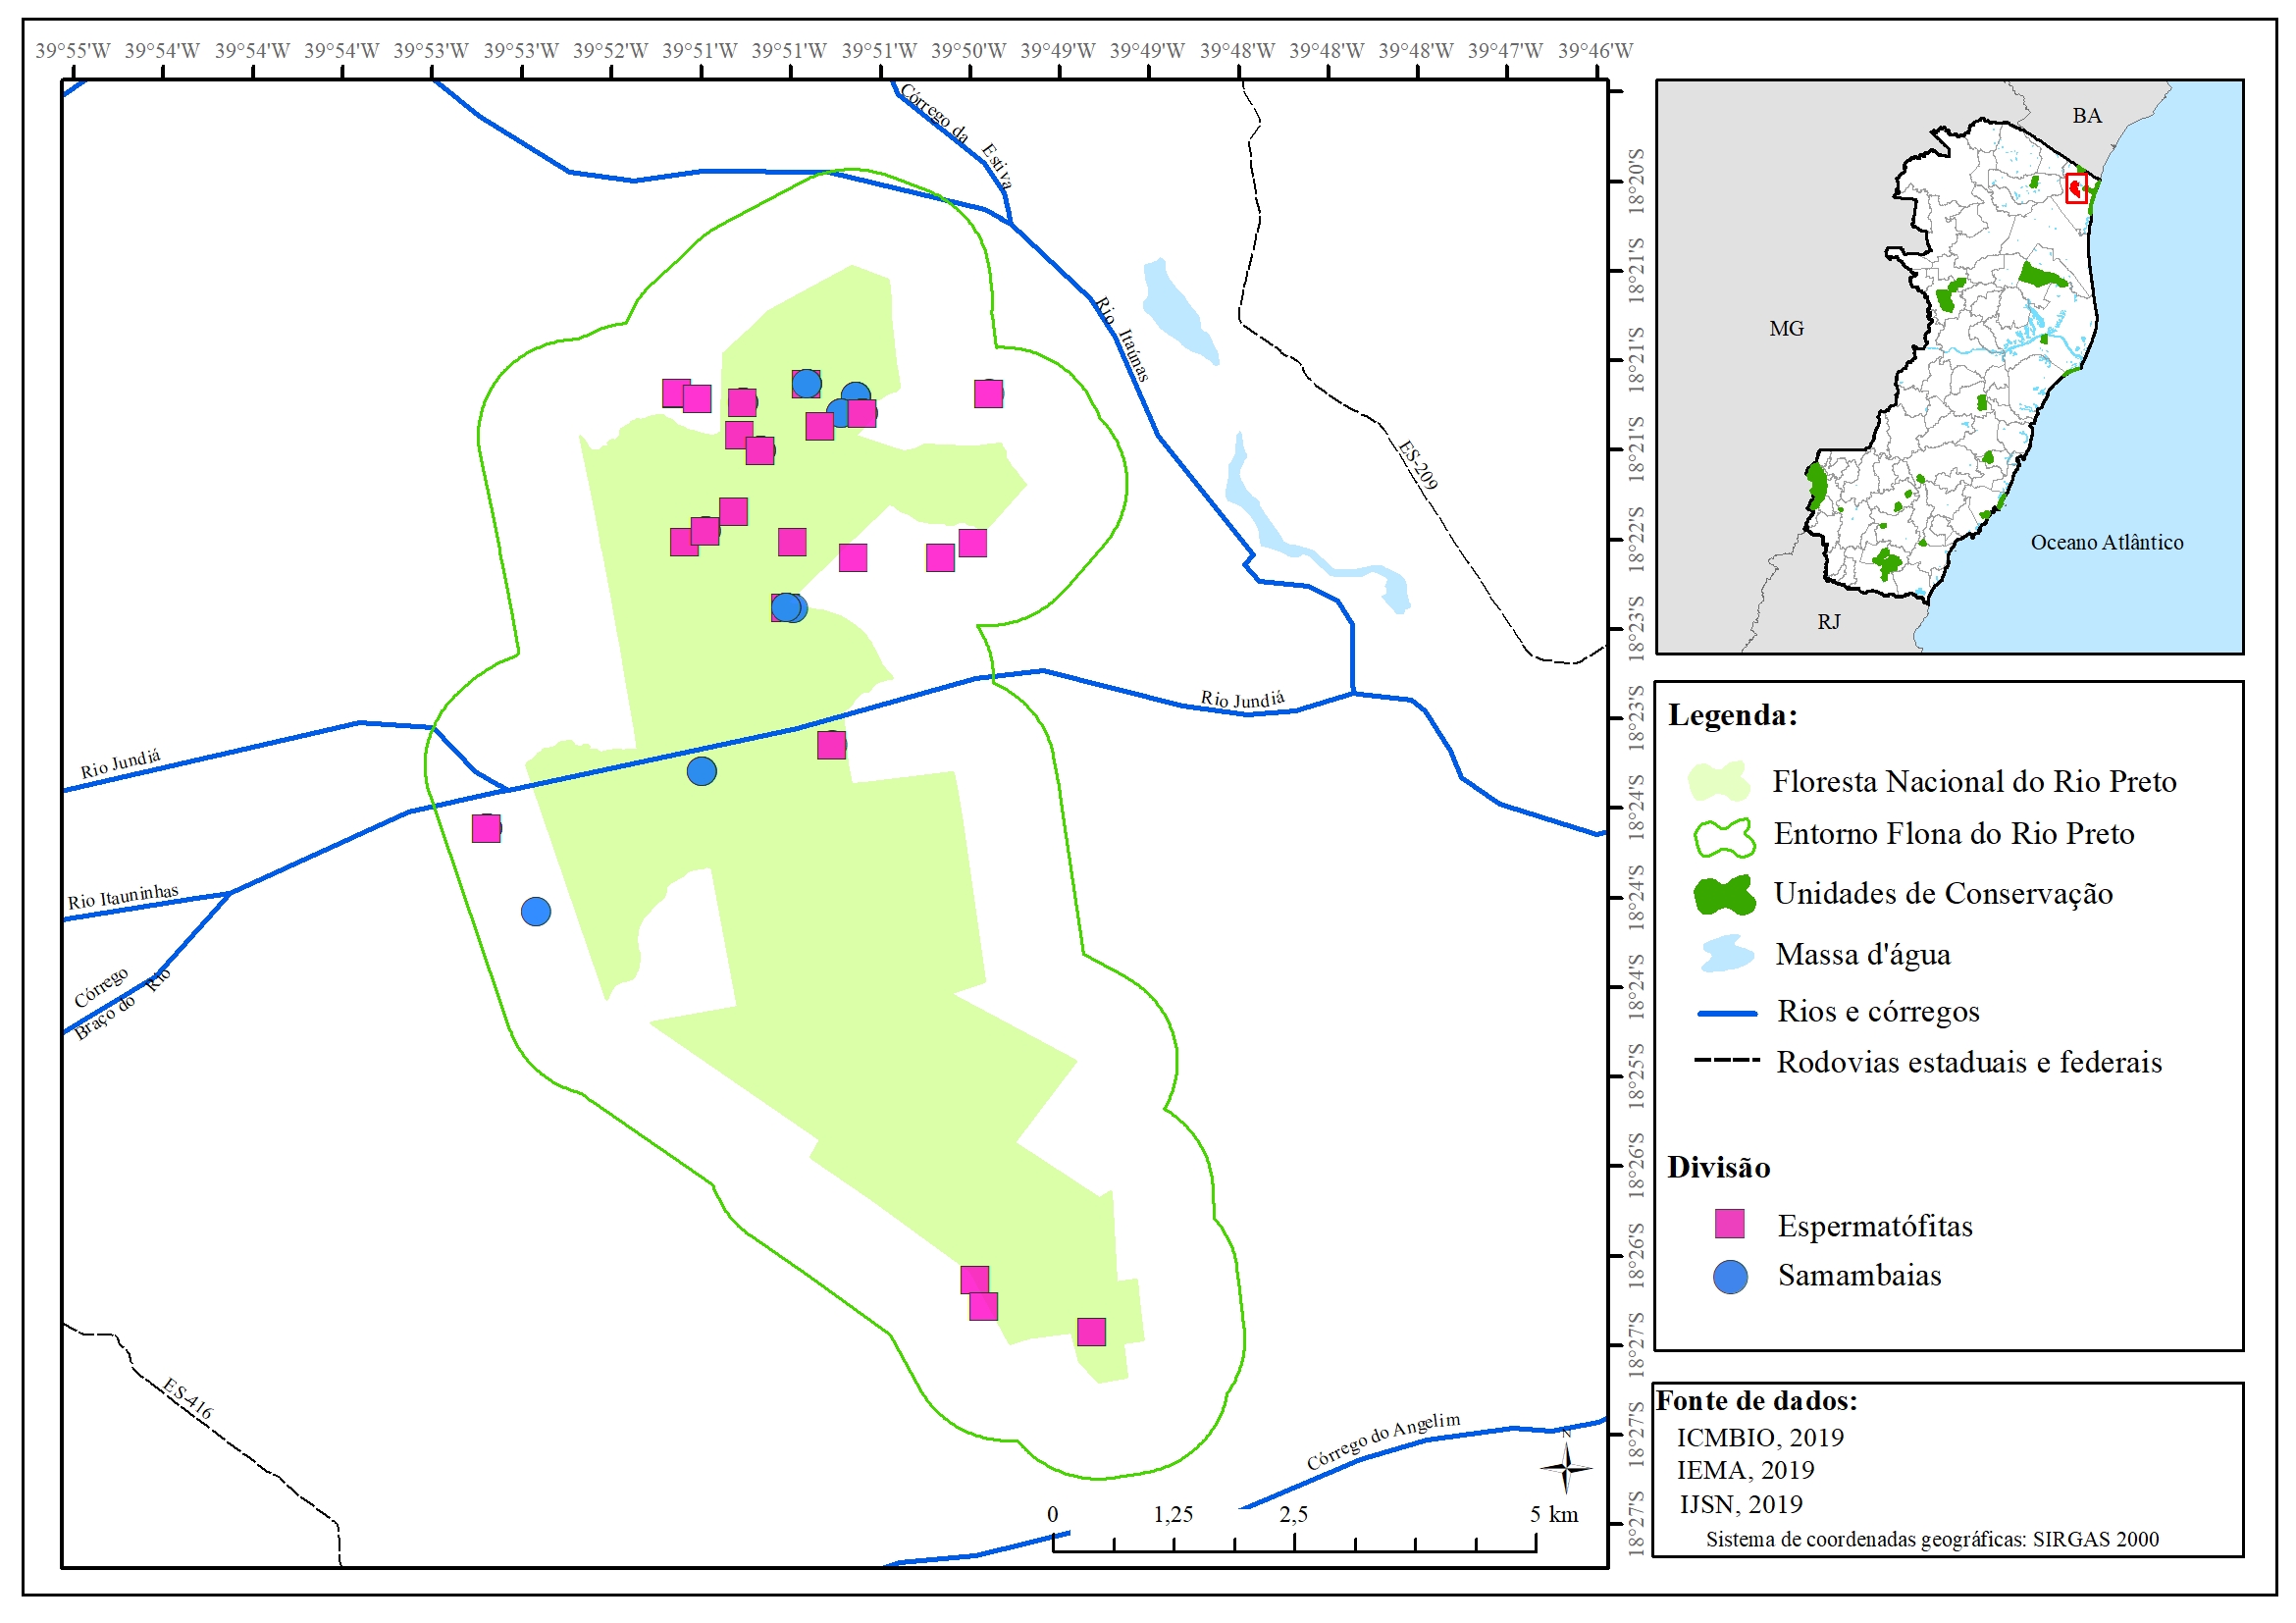 39°55'W 39°54'W 39°54'W 39°54'W 39°53'W 39°53'W 39°52'W 39°51'W 39°51'W 39°51'W 39°50'W 39°49'W 39°49'W 39°48'W 39°48'W 39°48'W 39°47'W 39°46'W
Córrego da Estiva
Rio Itaúnas
ES-209
Rio Jundiá
Rio Jundiá
Rio Itauninhas
Córrego
Braço do Rio
ES-416
Córrego do Angelim
N
0 1,25 2,5 5 km
18°20'S
18°21'S
18°21'S
18°21'S
18°22'S
18°23'S
18°23'S
18°24'S
18°24'S
18°24'S
18°25'S
18°26'S
18°26'S
18°27'S
18°27'S
18°27'S
BA
MG
Oceano Atlântico
RJ
Legenda:
Floresta Nacional do Rio Preto
Entorno Flona do Rio Preto
Unidades de Conservação
Massa d'água
Rios e córregos
Rodovias estaduais e federais
Divisão
Espermatófitas
Samambaias
Fonte de dados:
ICMBIO, 2019
IEMA, 2019
IJSN, 2019
Sistema de coordenadas geográficas: SIRGAS 2000